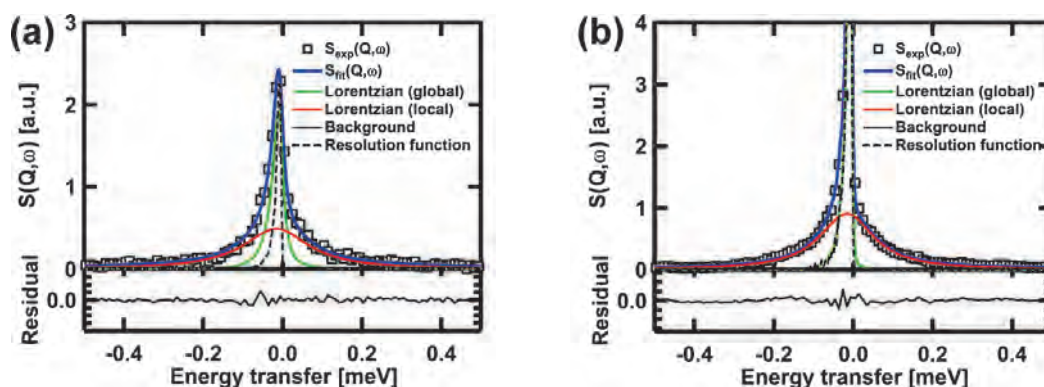 (a)
3
2
1
0
S(Q,ω) [a.u.]
S_exp(Q,ω)
S_fit(Q,ω)
Lorentzian (global)
Lorentzian (local)
Background
Resolution function
0.0
Residual
-0.4 -0.2 0.0 0.2 0.4
Energy transfer [meV]
(b)
4
3
2
1
0
S(Q,ω) [a.u.]
S_exp(Q,ω)
S_fit(Q,ω)
Lorentzian (global)
Lorentzian (local)
Background
Resolution function
0.0
Residual
-0.4 -0.2 0.0 0.2 0.4
Energy transfer [meV]